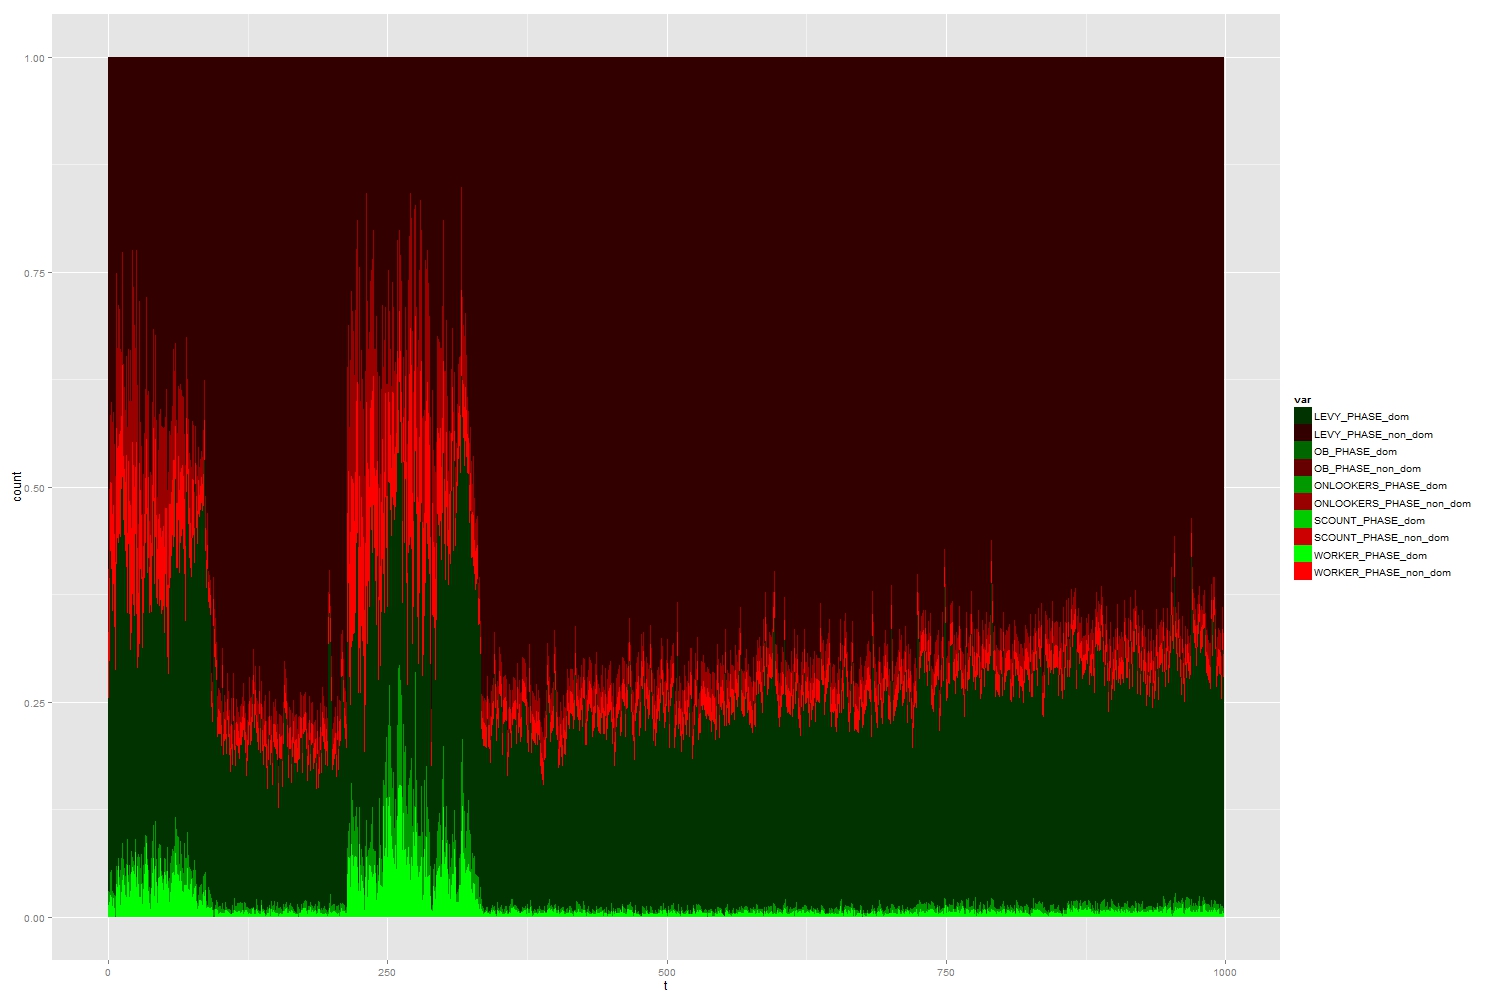 1.00
0.75
0.50
0.25
0.00
count
0
250
500
750
1000
t
var
LEVY_PHASE_dom
LEVY_PHASE_non_dom
OB_PHASE_dom
OB_PHASE_non_dom
ONLOOKERS_PHASE_dom
ONLOOKERS_PHASE_non_dom
SCOUNT_PHASE_dom
SCOUNT_PHASE_non_dom
WORKER_PHASE_dom
WORKER_PHASE_non_dom